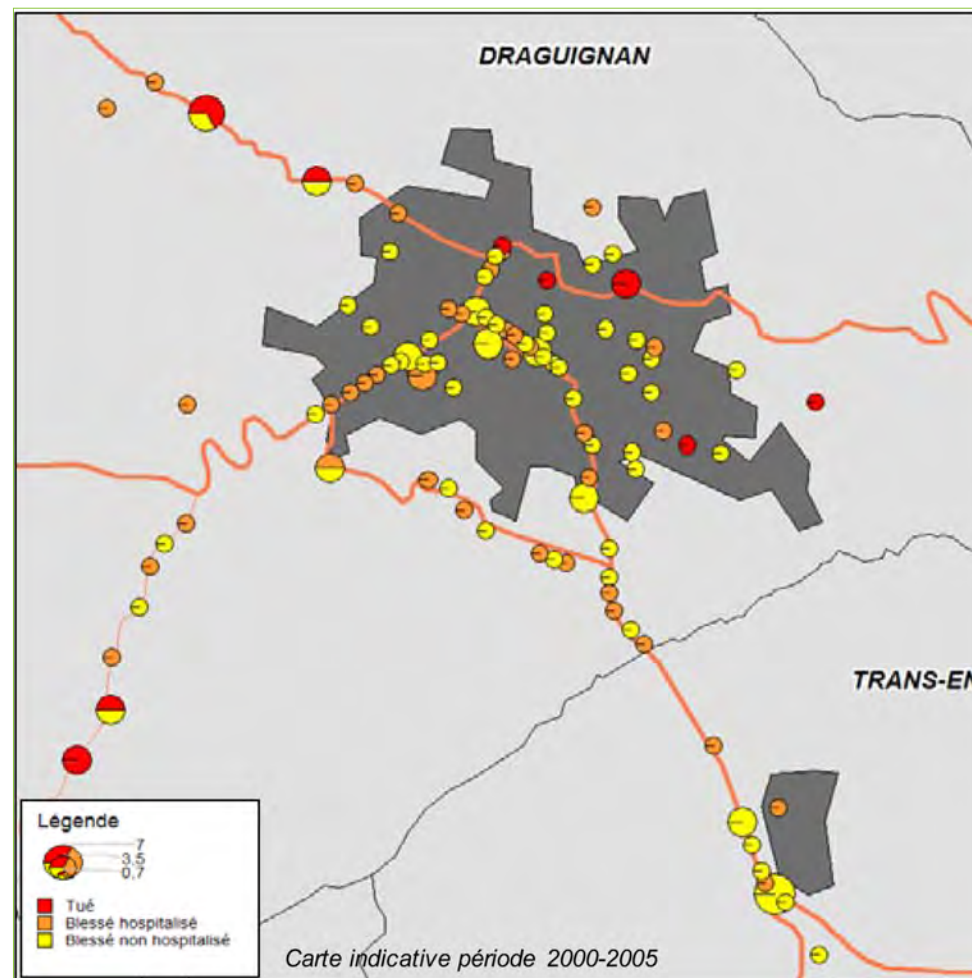 DRAGUIGNAN
TRANS-EN
Légende
7
3,5
0,7
Tué
Blessé hospitalisé
Blessé non hospitalisé
Carte indicative période 2000-2005